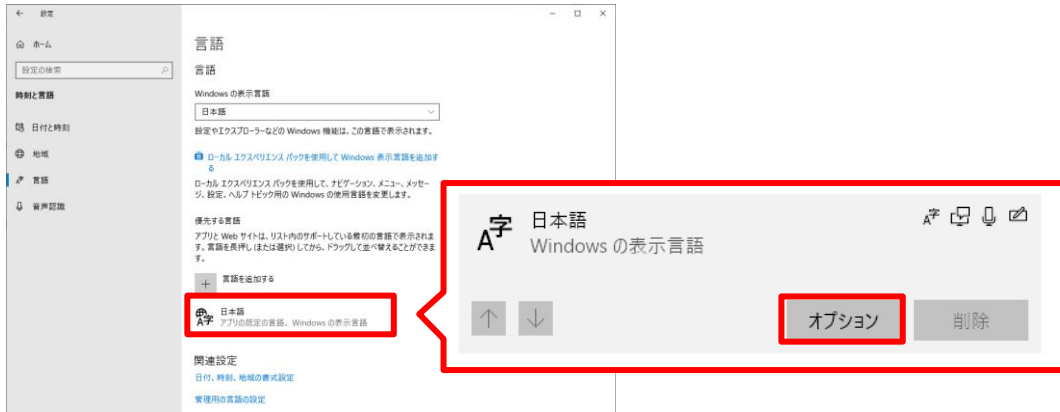 設定
ホーム
設定の検索
時刻と言語
日付と時刻
地域
言語
音声認識
言語
言語
Windows の表示言語
日本語
設定やエクスプローラーなどの Windows 機能は、この言語で表示されます。
ローカル エクスペリエンス パックを使用して Windows 表示言語を追加す
る
ローカル エクスペリエンス パックを使用して、ナビゲーション、メニュー、メッセー
ジ、設定、ヘルプ トピック用の Windows の使用言語を変更します。
優先する言語
アプリと Web サイトは、リスト内のサポートしている最初の言語で表示されま
す。言語を長押し (または選択) してから、ドラッグして並べ替えることができま
す。
言語を追加する
日本語
アプリの既定の言語、Windows の表示言語
関連設定
日付、時刻、地域の書式設定
管理用の言語の設定
日本語
Windows の表示言語
オプション
削除